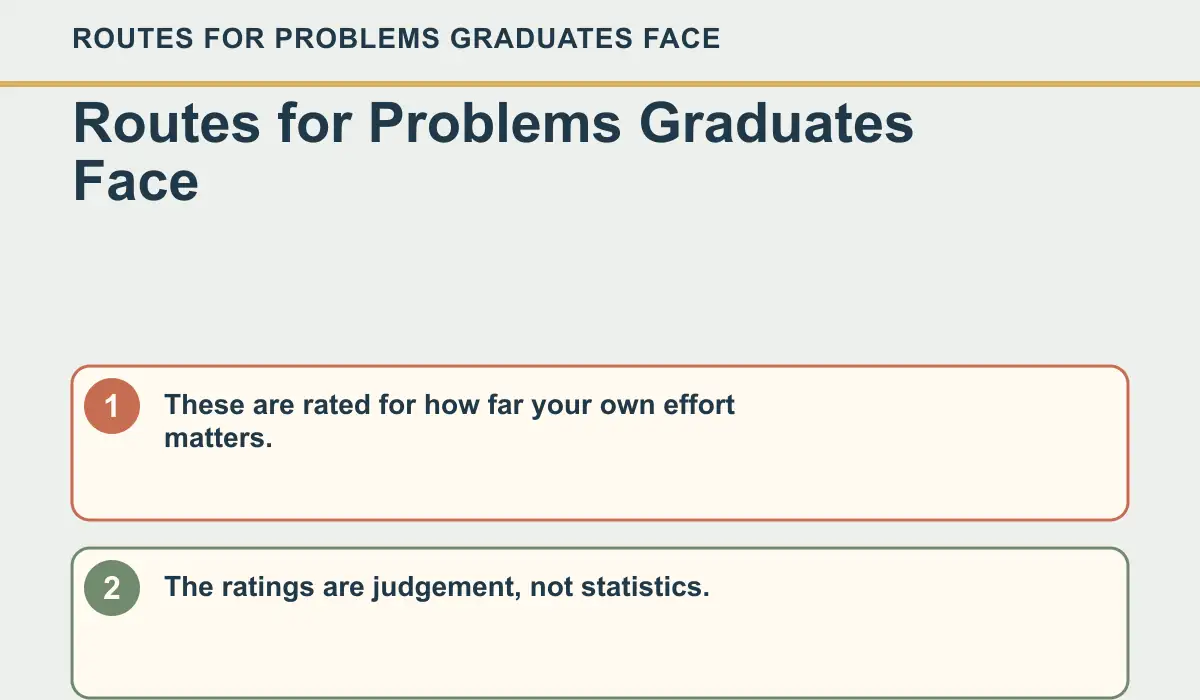 ROUTES FOR PROBLEMS GRADUATES FACE
Routes for Problems Graduates
Face
1
These are rated for how far your own effort
matters.
2
The ratings are judgement, not statistics.